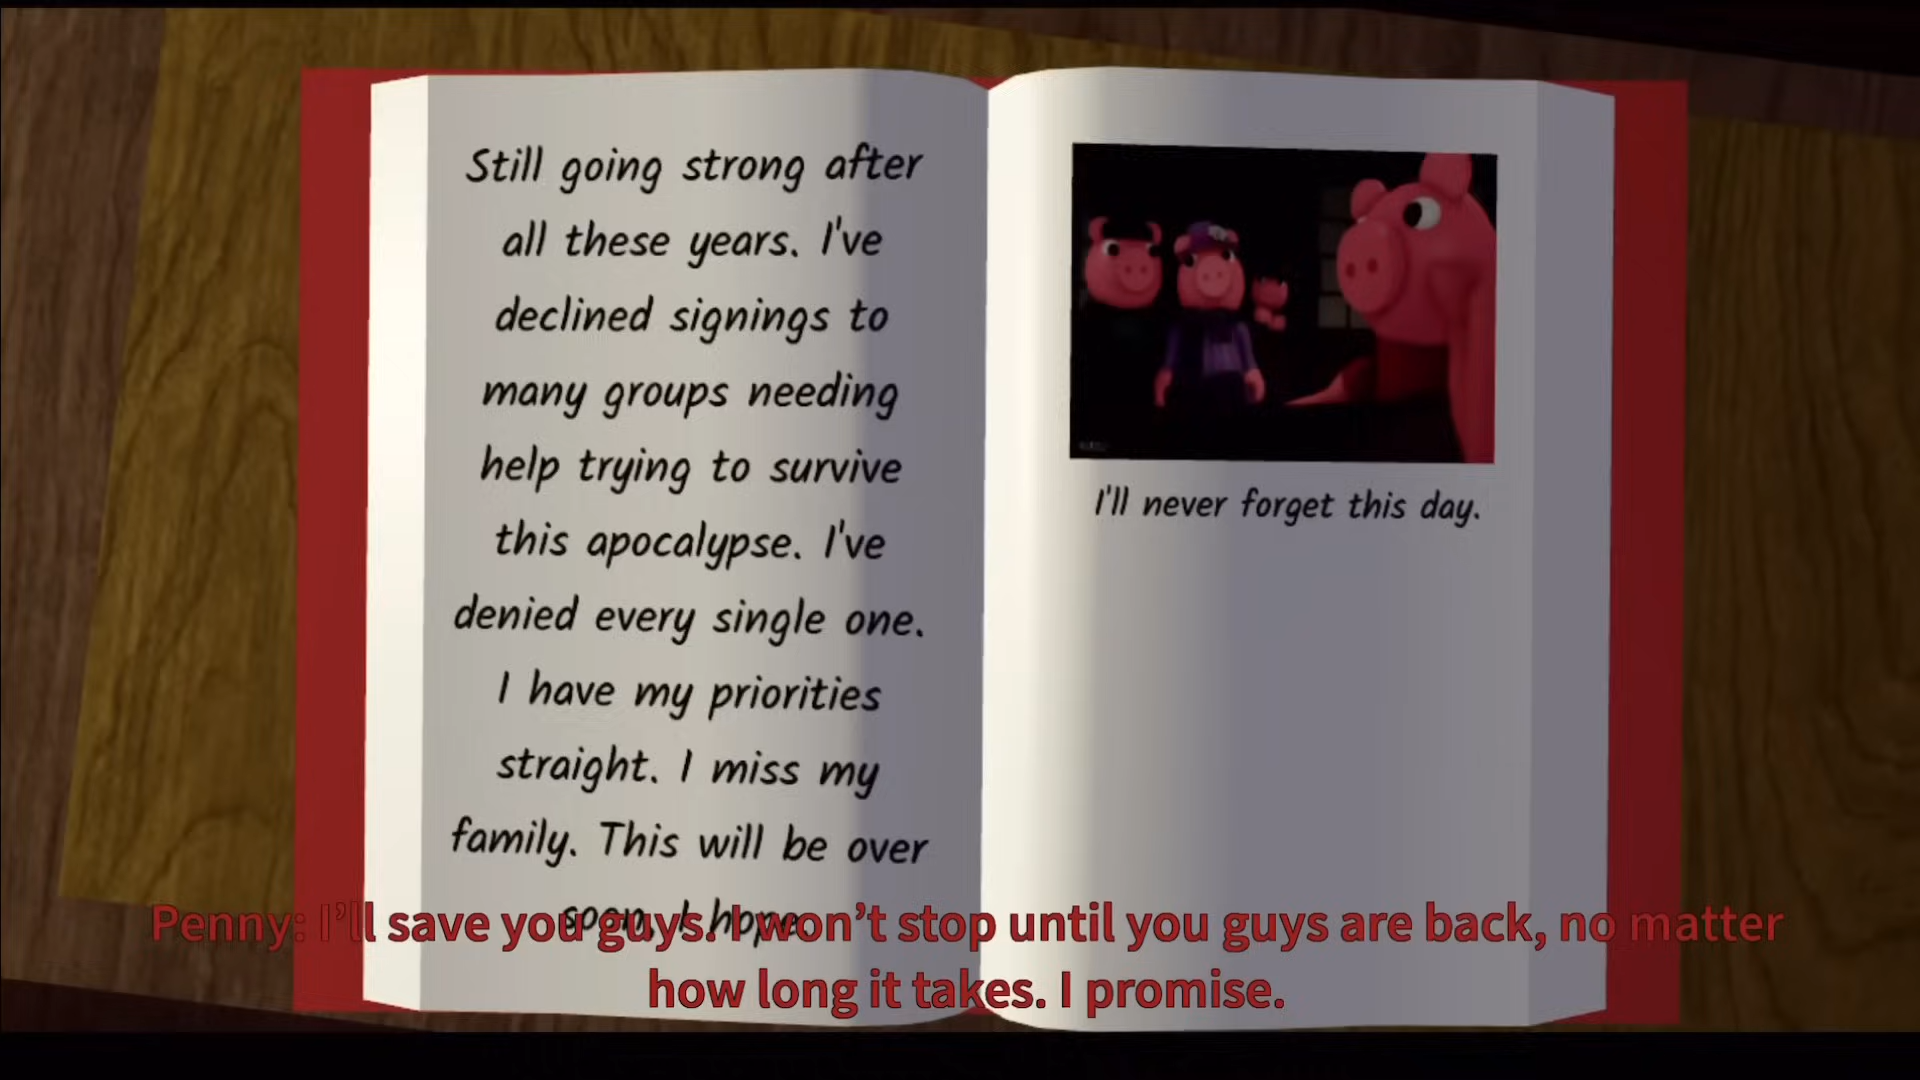 Still going strong after
all these years. I've
declined signings to
many groups needing
help trying to survive
this apocalypse. I've
denied every single one.
I have my priorities
straight. I miss my
family. This will be over
soon, I hope.
I'll never forget this day.
Penny: I’ll save you guys. I won’t stop until you guys are back, no matter
how long it takes. I promise.